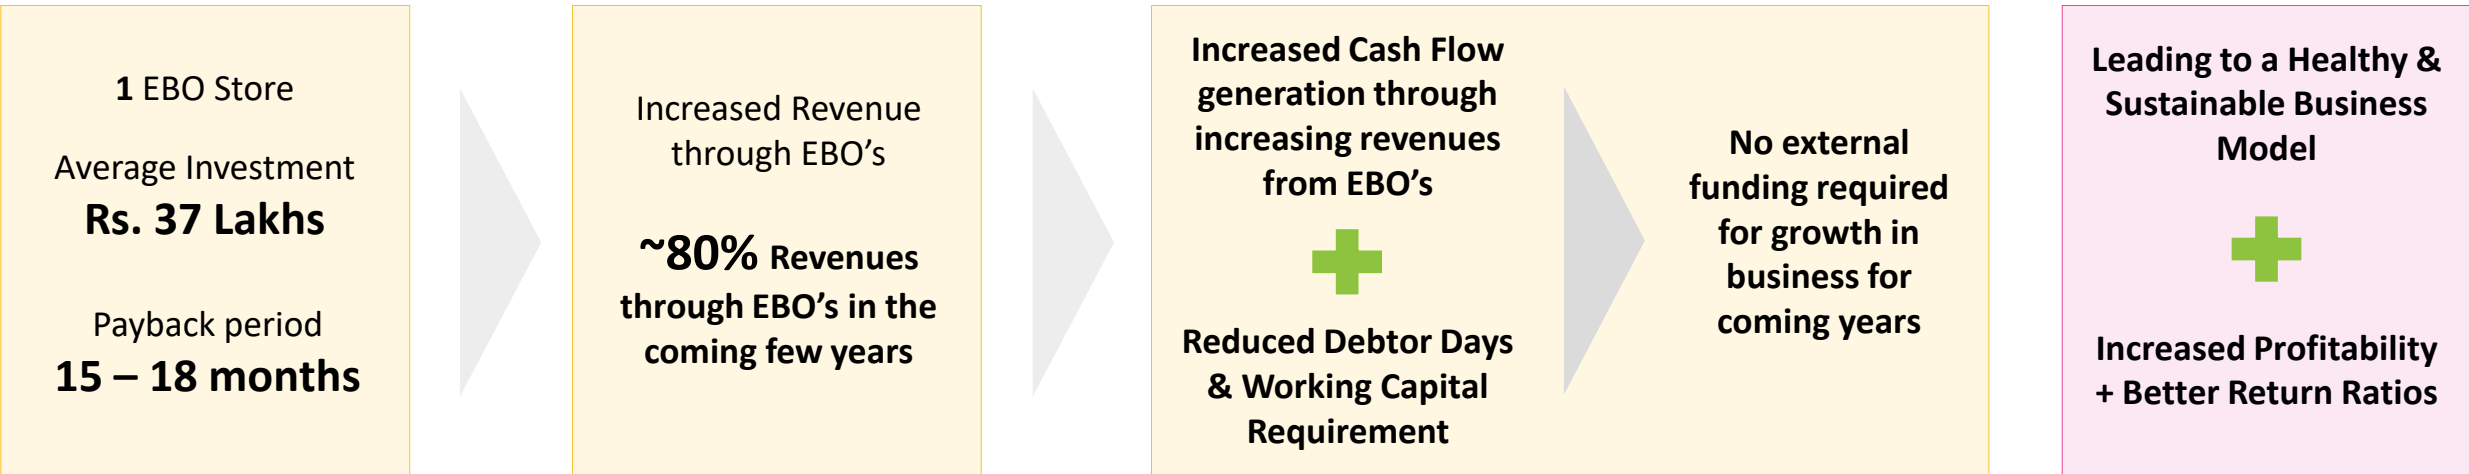 1 EBO Store
Average Investment
Rs. 37 Lakhs
Payback period
15 – 18 months
Increased Revenue
through EBO’s
~80% Revenues
through EBO’s in the
coming few years
Increased Cash Flow
generation through
increasing revenues
from EBO’s
Reduced Debtor Days
& Working Capital
Requirement
No external
funding required
for growth in
business for
coming years
Leading to a Healthy &
Sustainable Business
Model
Increased Profitability
+ Better Return Ratios